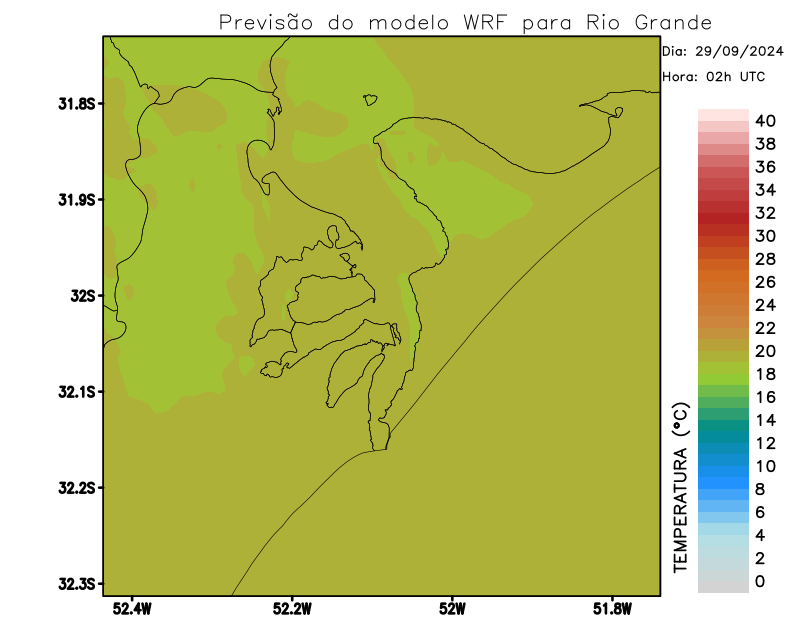 Previsão do modelo WRF para Rio Grande
Dia: 29/09/2024
Hora: 02h UTC
31.8S
31.9S
32S
32.1S
32.2S
32.3S
52.4W
52.2W
52W
51.8W
TEMPERATURA (°C)
40
38
36
34
32
30
28
26
24
22
20
18
16
14
12
10
8
6
4
2
0